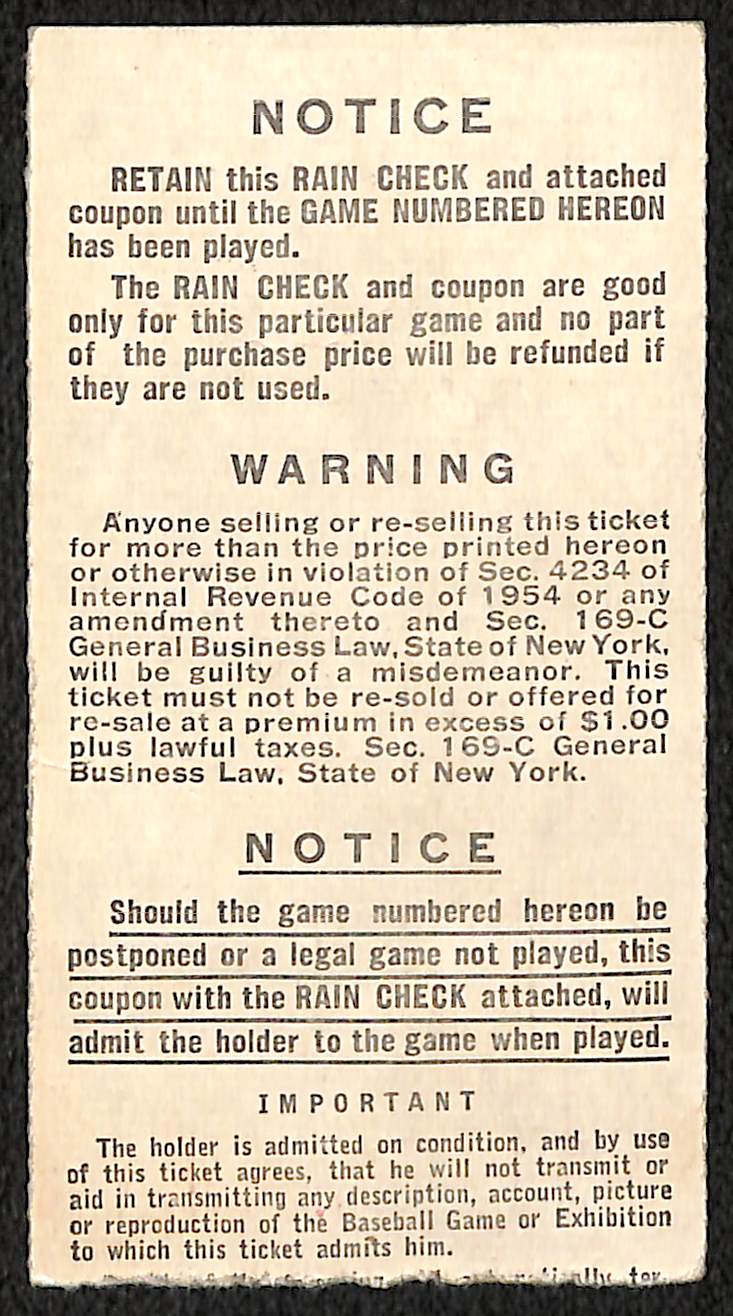 NOTICE
RETAIN this RAIN CHECK and attached
coupon until the GAME NUMBERED HEREON
has been played.
The RAIN CHECK and coupon are good
only for this particular game and no part
of the purchase price will be refunded if
they are not used.
WARNING
Anyone selling or re-selling this ticket
for more than the price printed hereon
or otherwise in violation of Sec. 4234 of
Internal Revenue Code of 1954 or any
amendment thereto and Sec. 169-C
General Business Law, State of New York,
will be guilty of a misdemeanor. This
ticket must not be re-sold or offered for
re-sale at a premium in excess of $1.00
plus lawful taxes. Sec. 169-C General
Business Law, State of New York.
NOTICE
Should the game numbered hereon be
postponed or a legal game not played, this
coupon with the RAIN CHECK attached, will
admit the holder to the game when played.
IMPORTANT
The holder is admitted on condition, and by use
of this ticket agrees, that he will not transmit or
aid in transmitting any description, account, picture
or reproduction of the Baseball Game or Exhibition
to which this ticket admits him.